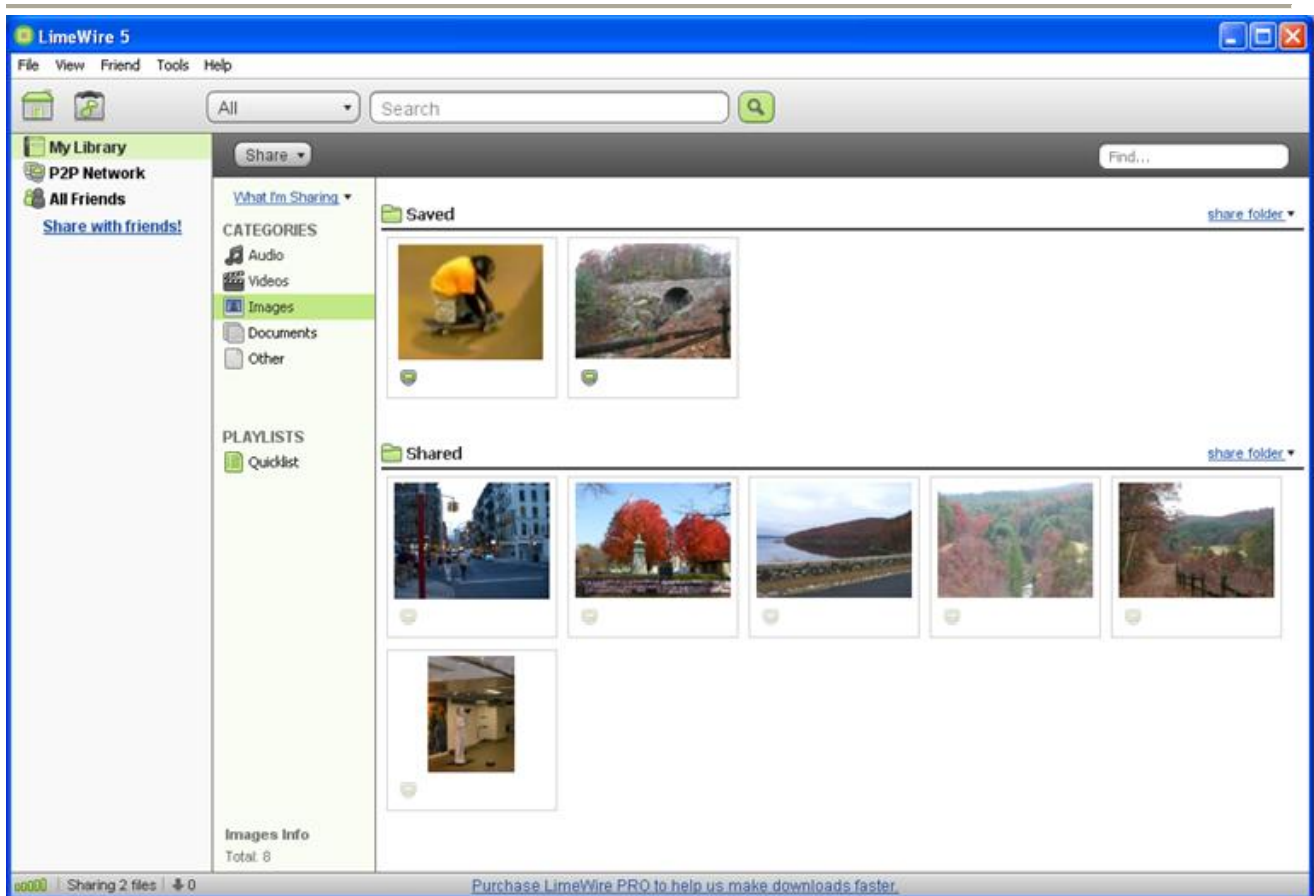 LimeWire 5
File View Friend Tools Help
All Search
My Library
P2P Network
All Friends
Share with friends!
Share Find...
What I'm Sharing
CATEGORIES
Audio
Videos
Images
Documents
Other
PLAYLISTS
Quicklist
Images Info
Total: 8
Saved share folder
Shared share folder
Sharing 2 files 0 Purchase LimeWire PRO to help us make downloads faster.